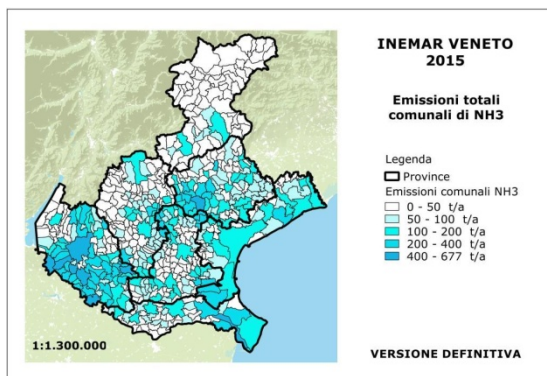 INEMAR VENETO
2015
Emissioni totali
comunali di NH3
Legenda
Province
Emissioni comunali NH3
0 - 50 t/a
50 - 100 t/a
100 - 200 t/a
200 - 400 t/a
400 - 677 t/a
1:1.300.000
VERSIONE DEFINITIVA